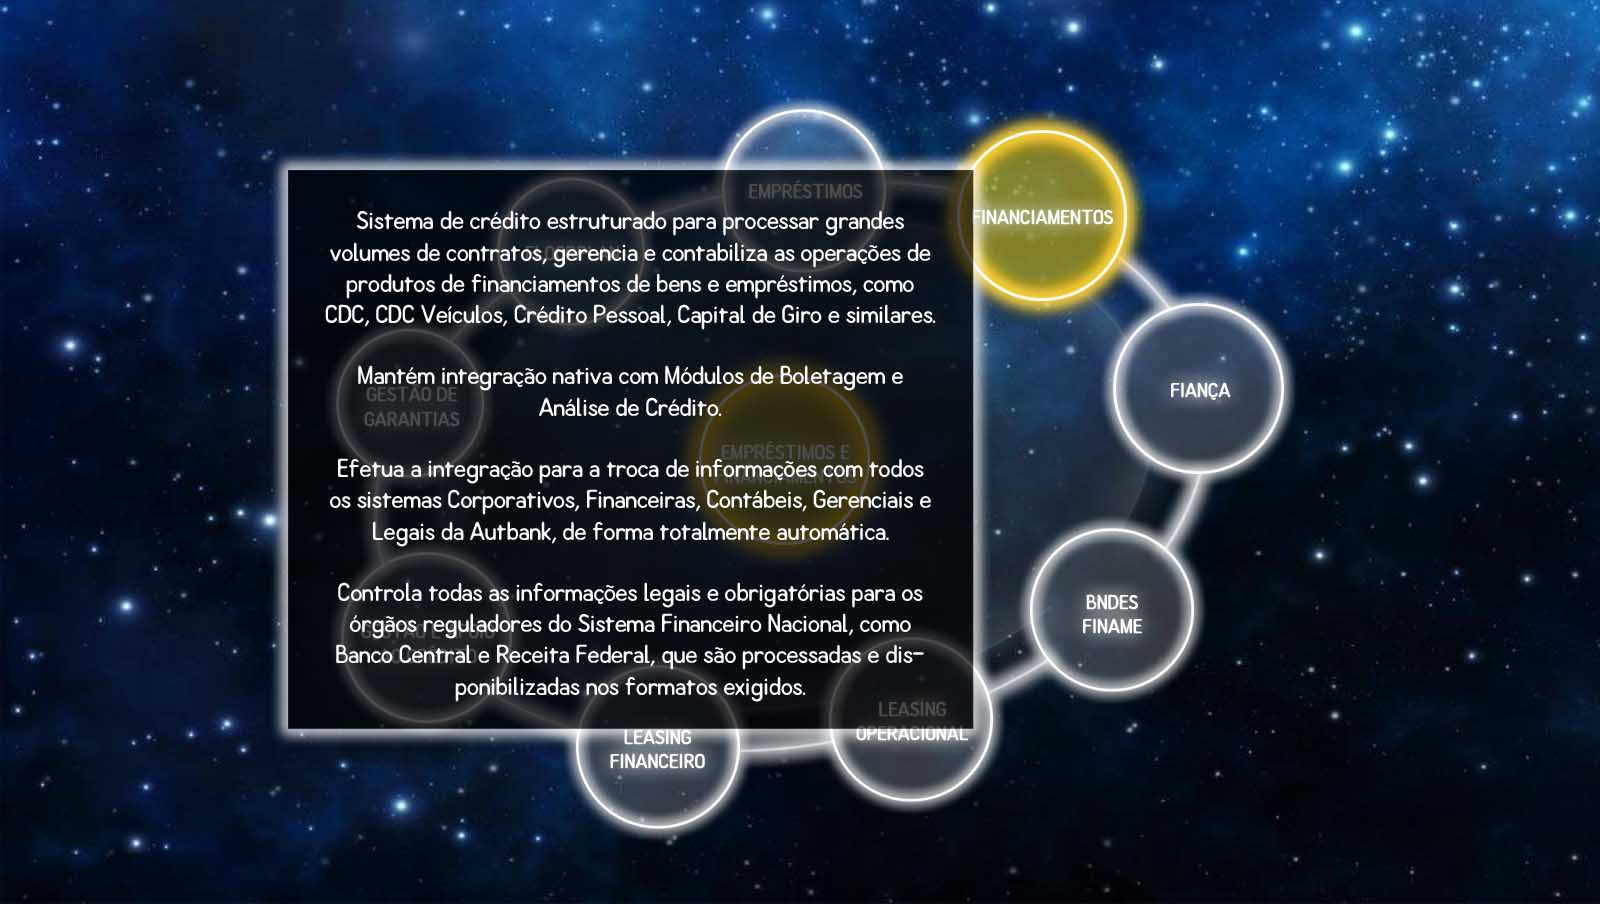 EMPRÉSTIMOS
FINANCIAMENTOS
Sistema de crédito estruturado para processar grandes
volumes de contratos, gerencia e contabiliza as operações de
produtos de financiamentos de bens e empréstimos, como
CDC, CDC Veículos, Crédito Pessoal, Capital de Giro e similares.
Mantém integração nativa com Módulos de Boletagem e
Análise de Crédito.
Efetua a integração para a troca de informações com todos
os sistemas Corporativos, Financeiras, Contábeis, Gerenciais e
Legais da Autbank, de forma totalmente automática.
Controla todas as informações legais e obrigatórias para os
órgãos reguladores do Sistema Financeiro Nacional, como
Banco Central e Receita Federal, que são processadas e dis-
ponibilizadas nos formatos exigidos.
FIANÇA
GESTÃO DE
GARANTIAS
EMPRÉSTIMOS E
FINANCIAMENTOS
BNDES
FINAME
LEASING
OPERACIONAL
LEASING
FINANCEIRO